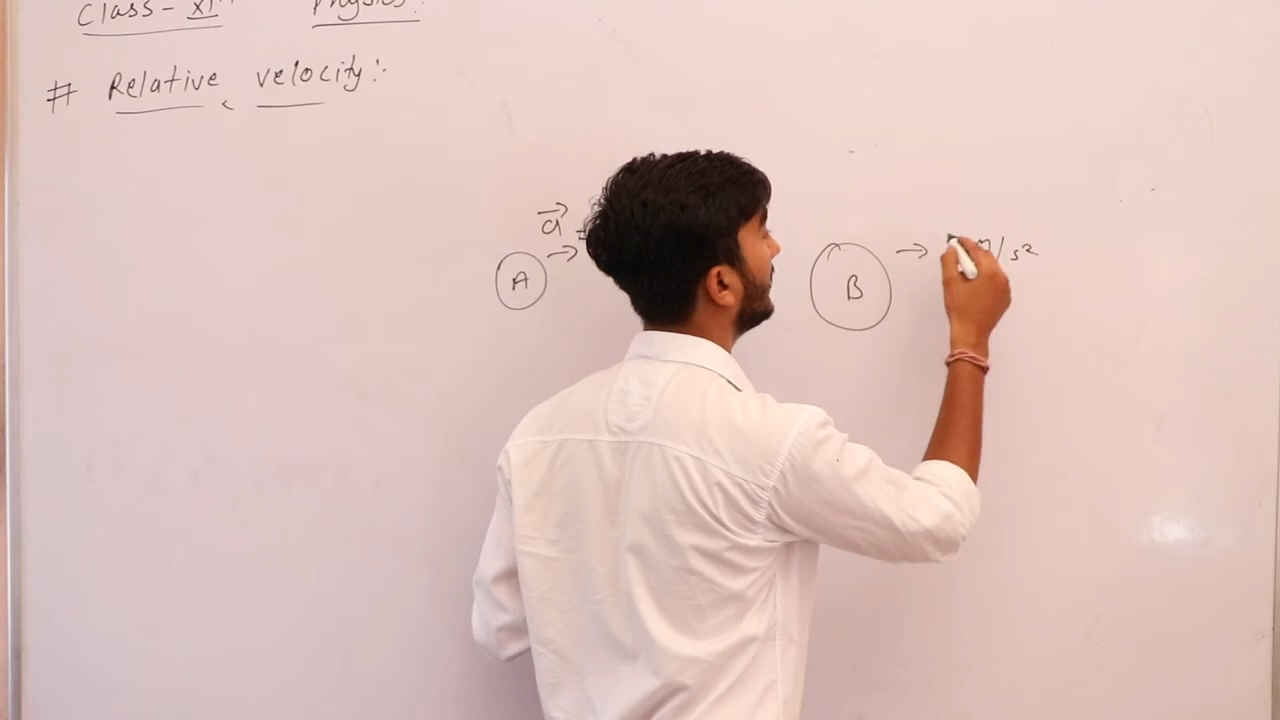 Class - XIth Physics:
# Relative velocity:-
a⃗ =
A →
B → m/s²